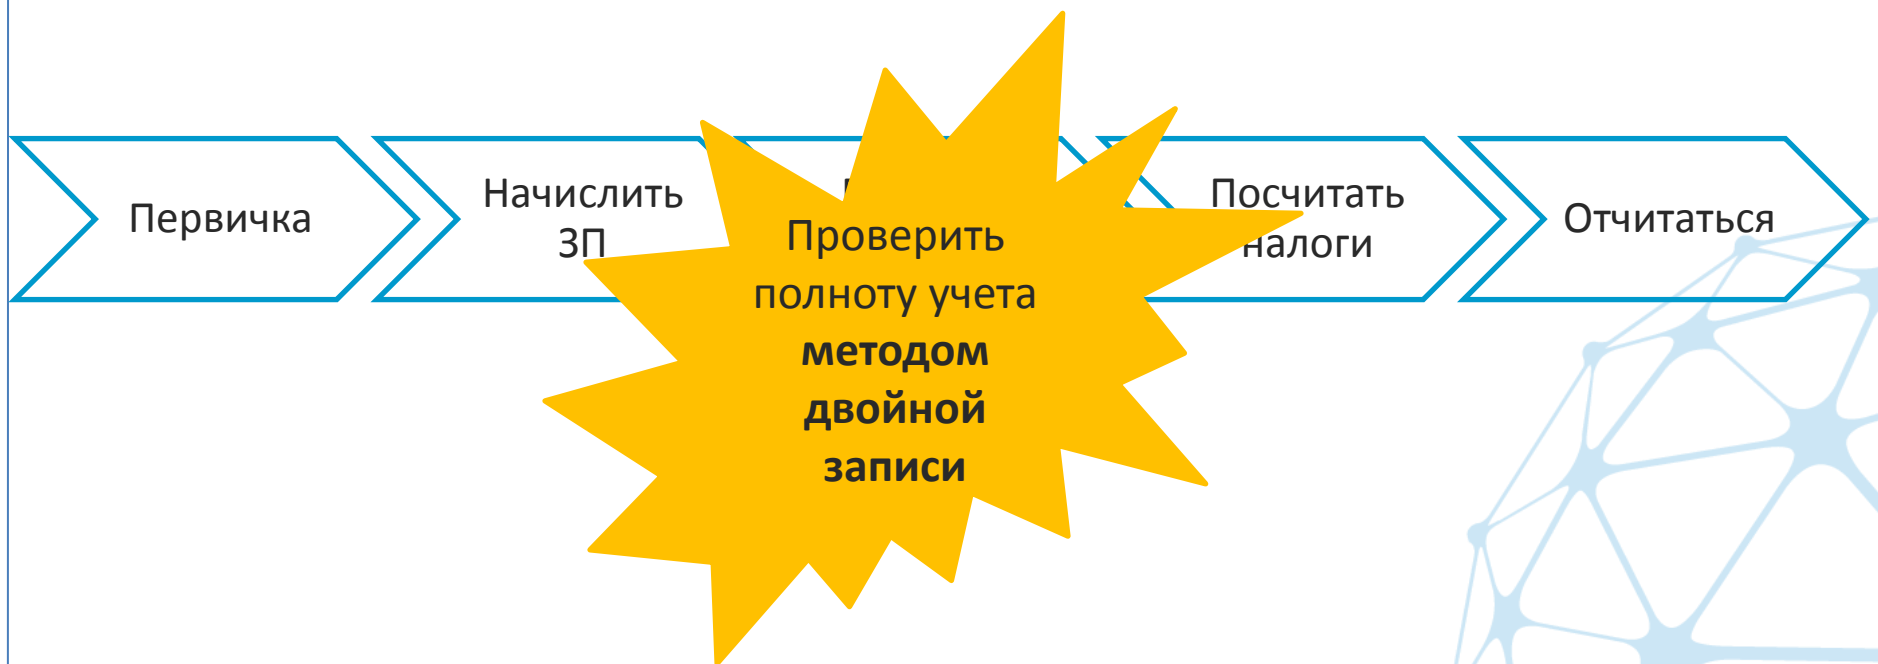 Первичка
Начислить
ЗП
Проверить
полноту учета
методом
двойной
записи
Посчитать
налоги
Отчитаться